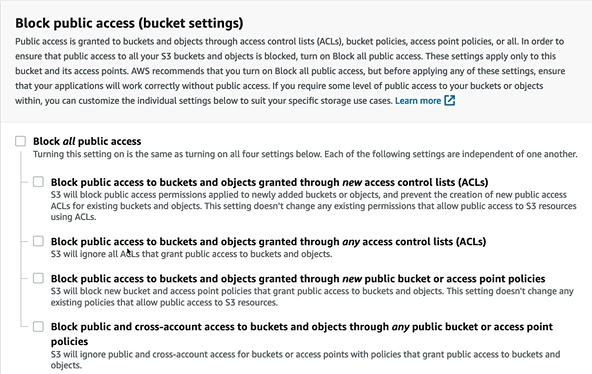 Block public access (bucket settings)
Public access is granted to buckets and objects through access control lists (ACLs), bucket policies, access point policies, or all. In order to
ensure that public access to all your S3 buckets and objects is blocked, turn on Block all public access. These settings apply only to this
bucket and its access points. AWS recommends that you turn on Block all public access, but before applying any of these settings, ensure
that your applications will work correctly without public access. If you require some level of public access to your buckets or objects
within, you can customize the individual settings below to suit your specific storage use cases. Learn more
Block all public access
Turning this setting on is the same as turning on all four settings below. Each of the following settings are independent of one another.
Block public access to buckets and objects granted through new access control lists (ACLs)
S3 will block public access permissions applied to newly added buckets or objects, and prevent the creation of new public access
ACLs for existing buckets and objects. This setting doesn't change any existing permissions that allow public access to S3 resources
using ACLs.
Block public access to buckets and objects granted through any access control lists (ACLs)
S3 will ignore all ACLs that grant public access to buckets and objects.
Block public access to buckets and objects granted through new public bucket or access point policies
S3 will block new bucket and access point policies that grant public access to buckets and objects. This setting doesn't change any
existing policies that allow public access to S3 resources.
Block public and cross-account access to buckets and objects through any public bucket or access point
policies
S3 will ignore public and cross-account access for buckets or access points with policies that grant public access to buckets and
objects.